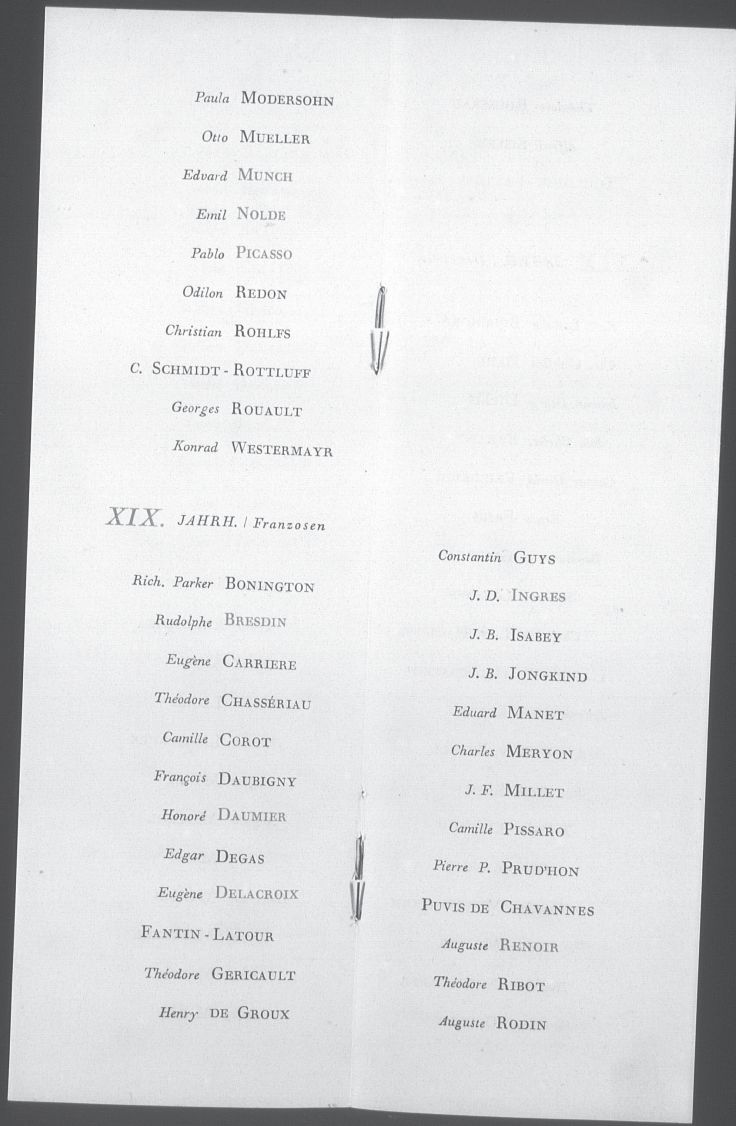 Paula MODERSOHN
Otto MUELLER
Edvard MUNCH
Emil NOLDE
Pablo PICASSO
Odilon REDON
Christian ROHLFS
C. SCHMIDT-ROTTLUFF
Georges ROUAULT
Konrad WESTERMAYR
XIX. JAHRH. / Franzosen
Rich. Parker BONINGTON
Rudolphe BRESDIN
Eugène CARRIERE
Théodore CHASSÉRIAU
Camille COROT
François DAUBIGNY
Honoré DAUMIER
Edgar DEGAS
Eugène DELACROIX
FANTIN-LATOUR
Théodore GERICAULT
Henry DE GROUX
Constantin GUYS
J. D. INGRES
J. B. ISABEY
J. B. JONGKIND
Eduard MANET
Charles MERYON
J. F. MILLET
Camille PISSARO
Pierre P. PRUD'HON
PUVIS DE CHAVANNES
Auguste RENOIR
Théodore RIBOT
Auguste RODIN